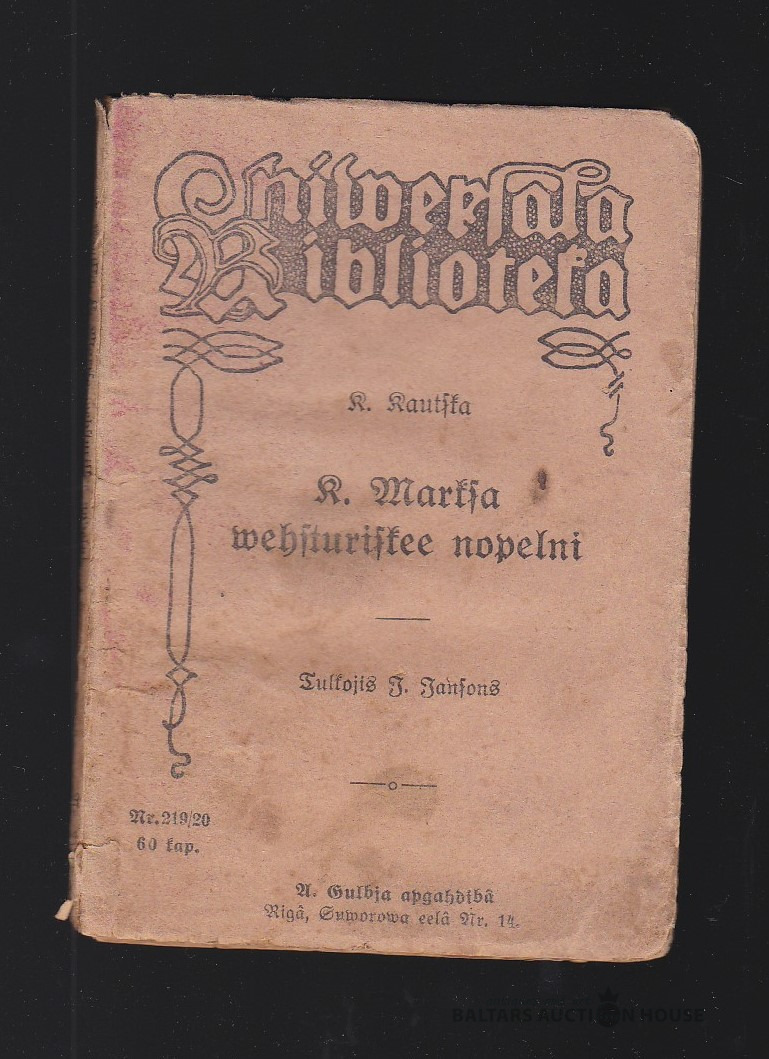 Uniwerſala
Biblioteka
K. Kautſka
K. Markſa
wehſturiſkee nopelni
Tulkojis J. Janſons
Nr. 219/20
60 kap.
A. Gulbja apgahdibâ
Rigâ, Suworowa eelâ Nr. 14.
BALTARS AUCTION HOUSE